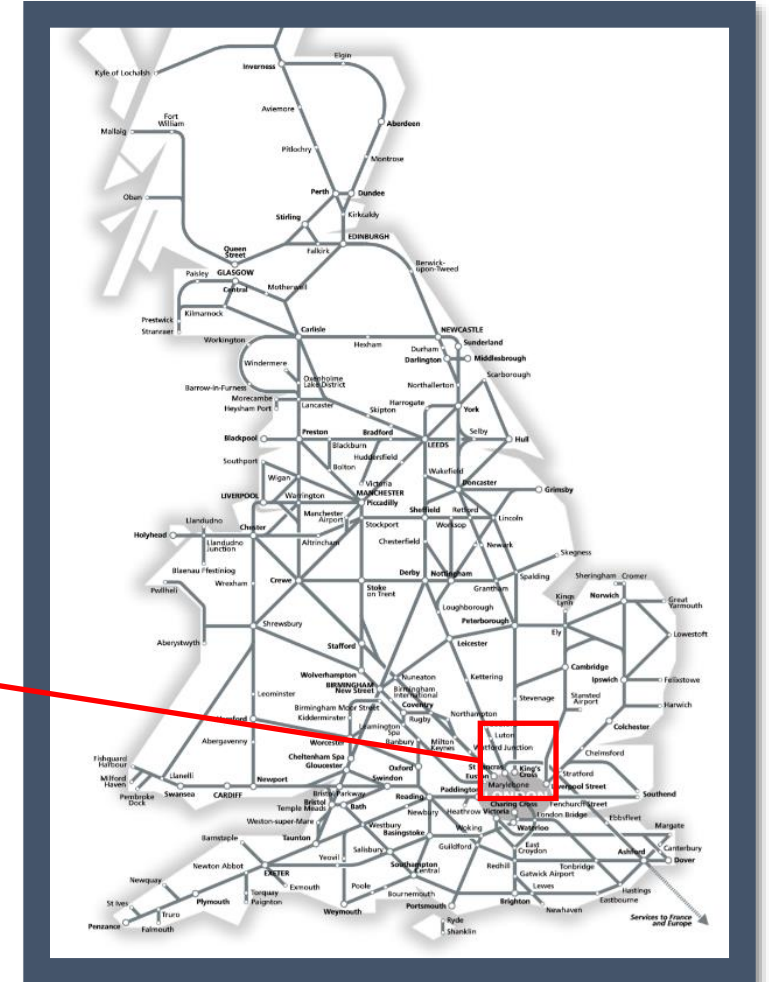 Elgin
Kyle of Lochalsh
Inverness
Aviemore
Fort
William
Mallaig
Aberdeen
Pitlochry
Montrose
Perth
Dundee
Oban
Stirling
Kirkcaldy
EDINBURGH
Queen
Street
Falkirk
Berwick-
upon-Tweed
Paisley
GLASGOW
Central
Motherwell
Prestwick
Kilmarnock
Stranraer
Carlisle
NEWCASTLE
Sunderland
Workington
Hexham
Durham
Darlington
Middlesbrough
Windermere
Scarborough
Oxenholme
Lake District
Barrow-in-Furness
Northallerton
Morecambe
Heysham Port
Lancaster
Harrogate
Skipton
York
Blackpool
Preston
Bradford
Selby
Blackburn
LEEDS
Hull
Huddersfield
Southport
Bolton
Wakefield
Wigan
Victoria
Doncaster
LIVERPOOL
Warrington
MANCHESTER
Piccadilly
Grimsby
Manchester
Airport
Sheffield
Retford
Llandudno
Chester
Stockport
Worksop
Lincoln
Holyhead
Llandudno
Junction
Altrincham
Chesterfield
Newark
Skegness
Blaenau Ffestiniog
Wrexham
Crewe
Stoke
on Trent
Derby
Nottingham
Grantham
Spalding
Sheringham
Cromer
Pwllheli
Kings
Lynn
Norwich
Great
Yarmouth
Loughborough
Peterborough
Aberystwyth
Shrewsbury
Ely
Lowestoft
Stafford
Leicester
Wolverhampton
Nuneaton
Kettering
Cambridge
BIRMINGHAM
New Street
Birmingham
International
Ipswich
Felixstowe
Leominster
Coventry
Stevenage
Stansted
Airport
Harwich
Birmingham Moor Street
Kidderminster
Rugby
Northampton
Hereford
Leamington
Spa
Colchester
Abergavenny
Worcester
Banbury
Milton
Keynes
Luton
Watford Junction
Chelmsford
Fishguard
Harbour
Cheltenham Spa
Gloucester
Oxford
St Pancras
Euston
King's
Cross
Stratford
Milford
Haven
Llanelli
Newport
Swindon
Paddington
Marylebone
Liverpool Street
Pembroke
Dock
Swansea
CARDIFF
Bristol Parkway
Reading
LONDON
Southend
Bristol
Temple Meads
Bath
Newbury
Heathrow
Victoria
Charing Cross
Fenchurch Street
London Bridge
Ebbsfleet
Weston-super-Mare
Westbury
Basingstoke
Woking
Waterloo
Margate
Barnstaple
Taunton
Salisbury
Guildford
East
Croydon
Canterbury
Ashford
Dover
Newton Abbot
Yeovil
Southampton
Central
Redhill
Gatwick Airport
Tonbridge
Newquay
EXETER
Exmouth
Poole
Lewes
Hastings
St Ives
Plymouth
Torquay
Paignton
Bournemouth
Eastbourne
Truro
Weymouth
Portsmouth
Brighton
Newhaven
Penzance
Falmouth
Ryde
Shanklin
Services to France
and Europe